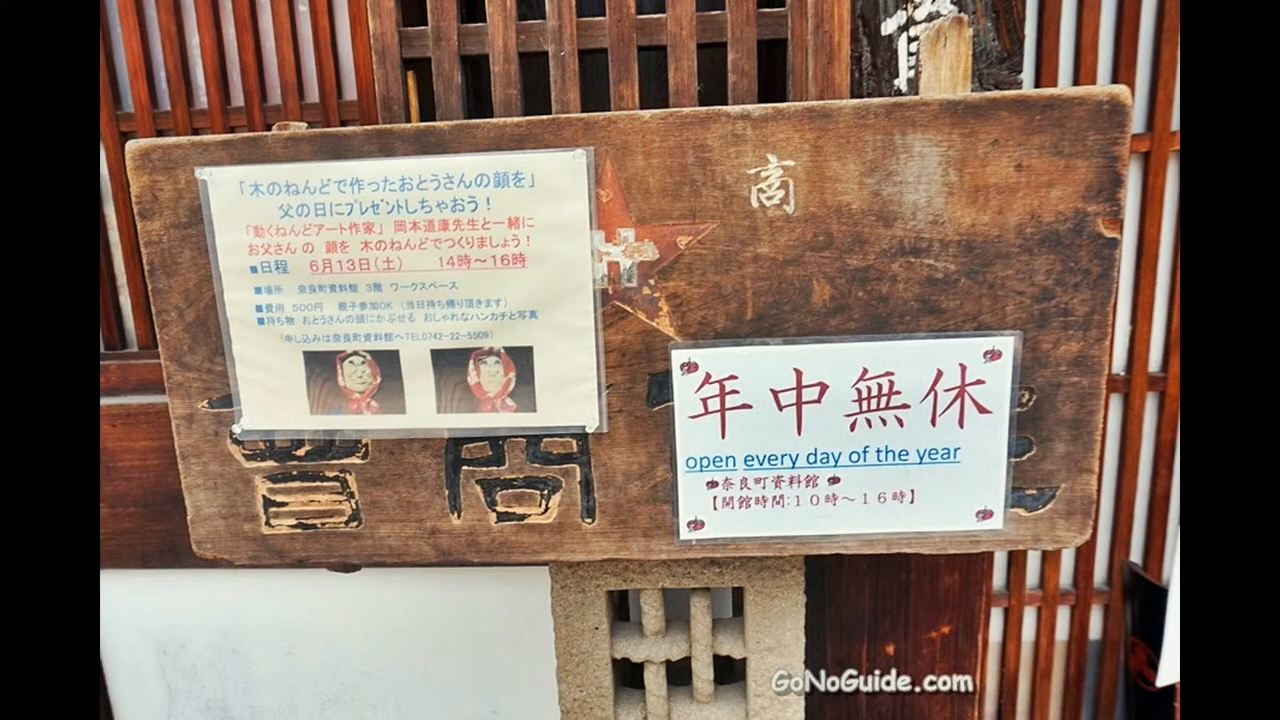 商
「木のねんどで作ったおとうさんの顔を」
父の日にプレゼントしちゃおう！
「動くねんどアート作家」 岡本道康先生と一緒に
お父さん の 顔を 木のねんどでつくりましょう！
■日程 6月13日(土) 14時～16時
■場所 奈良町資料館 3階 ワークスペース
■費用 500円 親子参加OK （当日持ち帰り頂きます）
■持ち物 おとうさんの頭にかぶせる おしゃれなハンカチと写真
（申し込みは奈良町資料館へTEL0742-22-5509）
年中無休
open every day of the year
奈良町資料館
【開館時間:１０時～１６時】
問
GoNoGuide.com